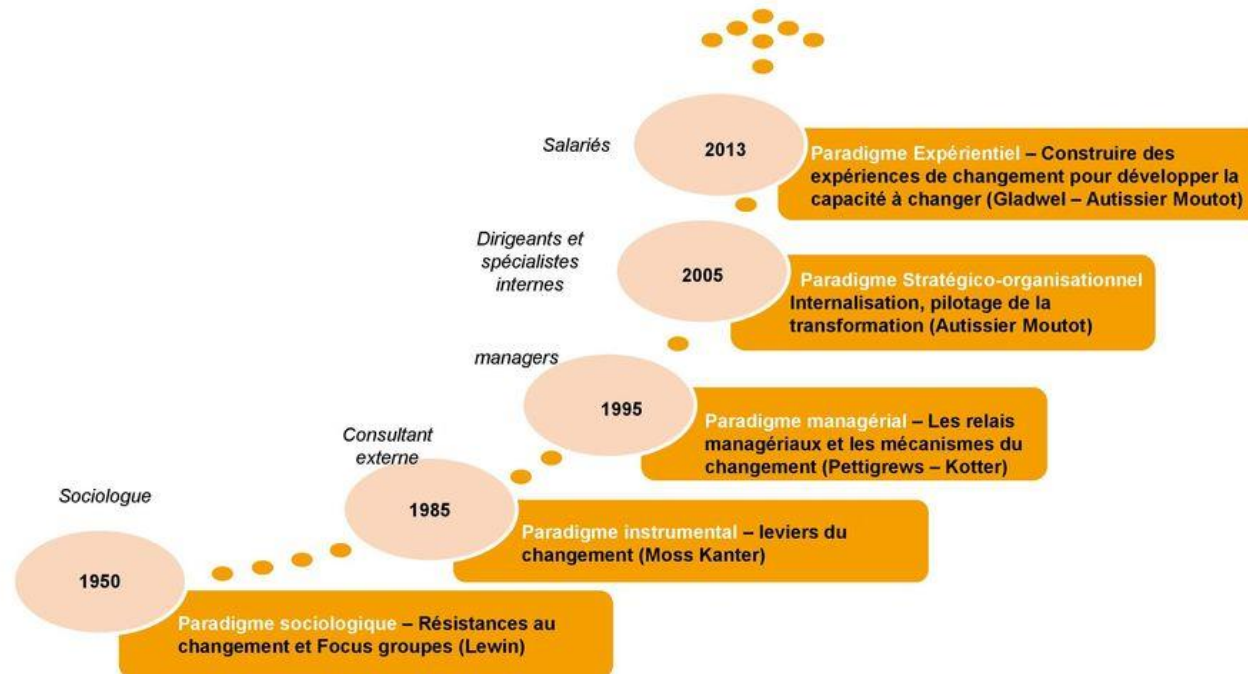 Salariés
2013
Paradigme Expérientiel – Construire des
expériences de changement pour développer la
capacité à changer (Gladwel – Autissier Moutot)
Dirigeants et
spécialistes
internes
2005
Paradigme Stratégico-organisationnel
Internalisation, pilotage de la
transformation (Autissier Moutot)
managers
1995
Paradigme managérial – Les relais
managériaux et les mécanismes du
changement (Pettigrews – Kotter)
Consultant
externe
1985
Paradigme instrumental – leviers du
changement (Moss Kanter)
Sociologue
1950
Paradigme sociologique – Résistances au
changement et Focus groupes (Lewin)